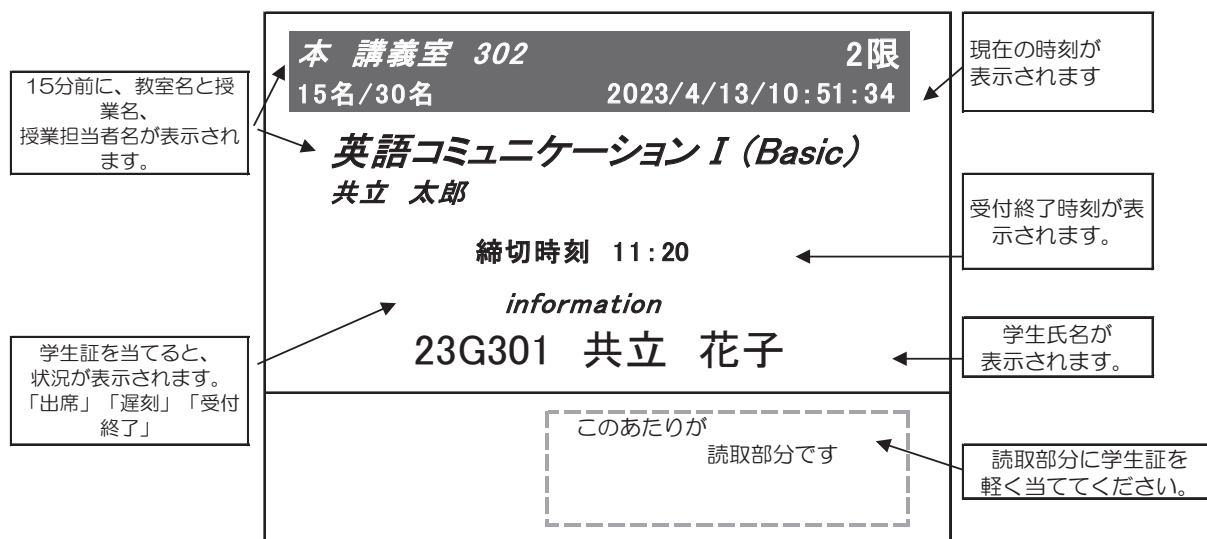 本 講義室 302
2限
15名/30名
2023/4/13/10:51:34
現在の時刻が
表示されます
15分前に、教室名と授
業名、
授業担当者名が表示され
ます。
英語コミュニケーションⅠ(Basic)
共立 太郎
締切時刻 11:20
受付終了時刻が表
示されます。
information
23G301 共立 花子
学生証を当てると、
状況が表示されます。
「出席」「遅刻」「受付
終了」
学生氏名が
表示されます。
このあたりが
読取部分です
読取部分に学生証を
軽く当ててください。